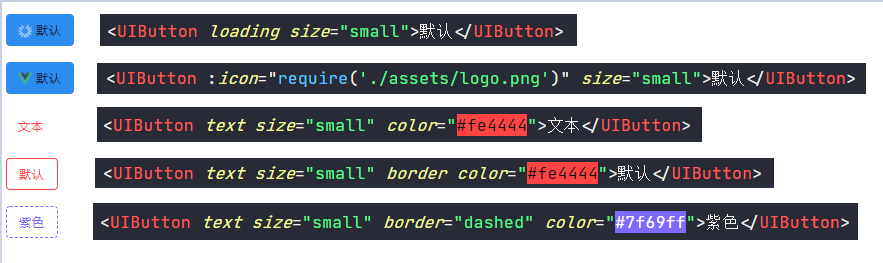 默认 <UIButton loading size="small">默认</UIButton>
默认 <UIButton :icon="require('./assets/logo.png')" size="small">默认</UIButton>
文本 <UIButton text size="small" color="#fe4444">文本</UIButton>
默认 <UIButton text size="small" border color="#fe4444">默认</UIButton>
紫色 <UIButton text size="small" border="dashed" color="#7f69ff">紫色</UIButton>